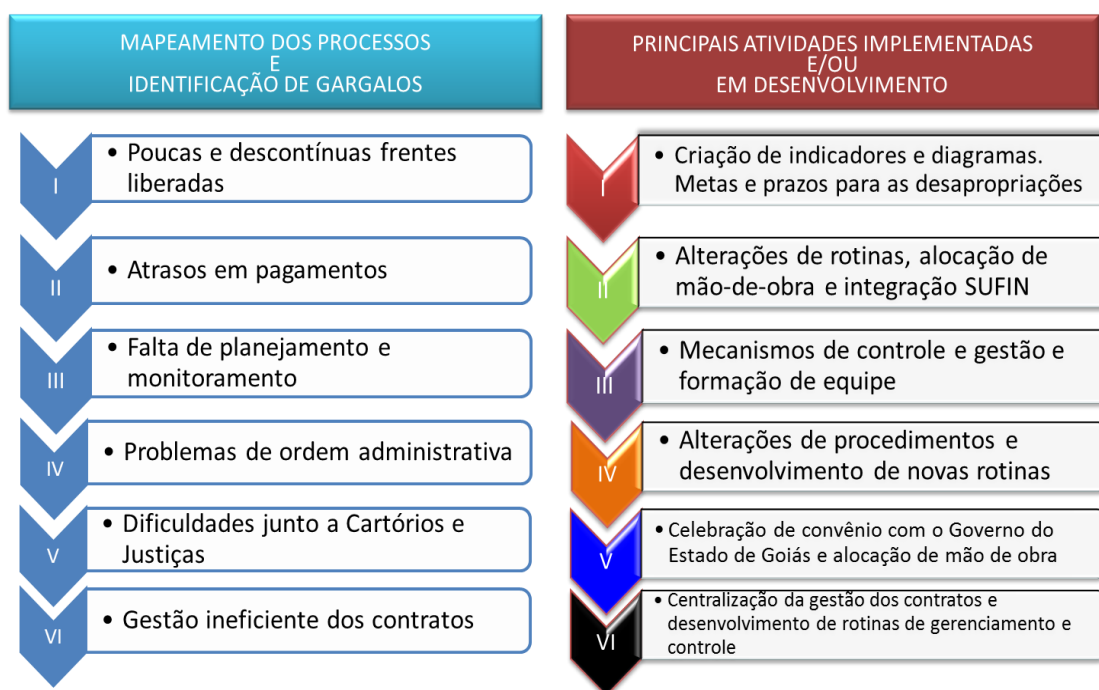 MAPEAMENTO DOS PROCESSOS
E
IDENTIFICAÇÃO DE GARGALOS
I
• Poucas e descontínuas frentes
liberadas
II
• Atrasos em pagamentos
III
• Falta de planejamento e
monitoramento
IV
• Problemas de ordem administrativa
V
• Dificuldades junto a Cartórios e
Justiças
VI
• Gestão ineficiente dos contratos
PRINCIPAIS ATIVIDADES IMPLEMENTADAS
E/OU
EM DESENVOLVIMENTO
I
• Criação de indicadores e diagramas.
Metas e prazos para as desapropriações
II
• Alterações de rotinas, alocação de
mão-de-obra e integração SUFIN
III
• Mecanismos de controle e gestão e
formação de equipe
IV
• Alterações de procedimentos e
desenvolvimento de novas rotinas
V
• Celebração de convênio com o Governo do
Estado de Goiás e alocação de mão de obra
VI
• Centralização da gestão dos contratos e
desenvolvimento de rotinas de gerenciamento e
controle